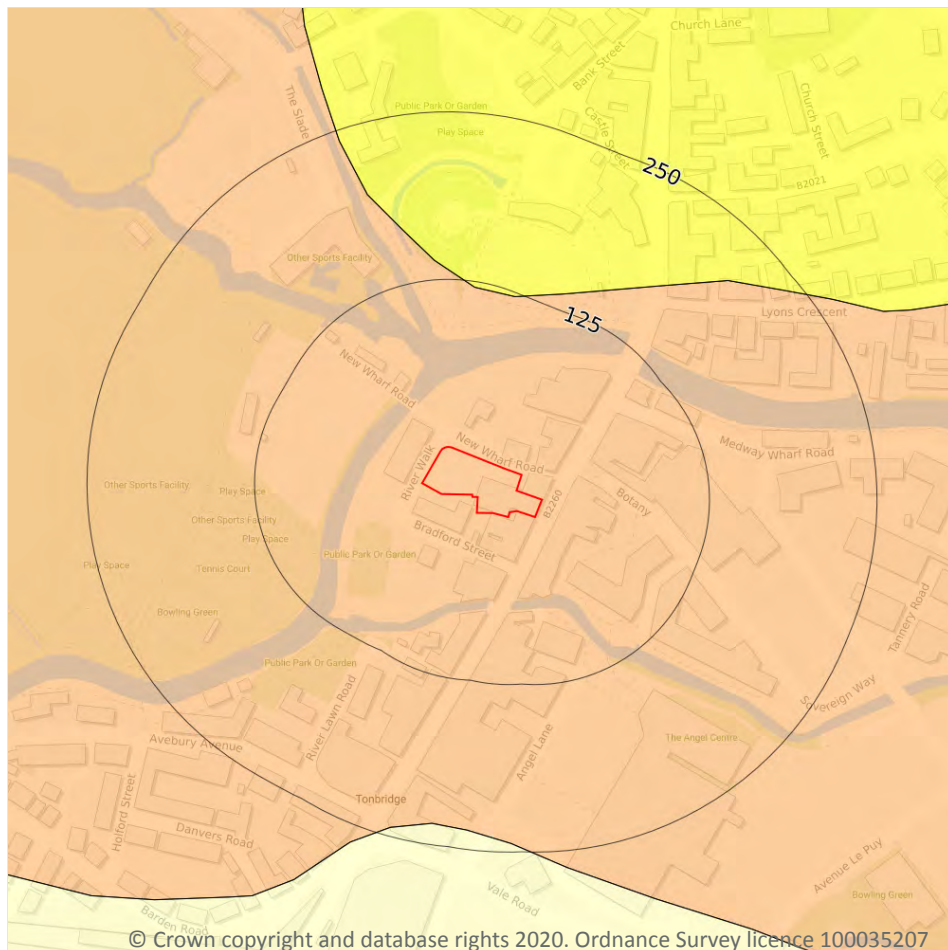 Church Lane
Bank Street
The Slade
Public Park Or Garden
Castle Street
Church Street
Play Space
250
B2021
Other Sports Facility
125
Lyons Crescent
New Wharf Road
Medway Wharf Road
New Wharf Road
River Walk
Other Sports Facility
Play Space
Botany
B2260
Other Sports Facility
Bradford Street
Play Space
Public Park Or Garden
Play Space
Tennis Court
Bowling Green
Tannery Road
Public Park Or Garden
River Lawn Road
Sovereign Way
Avebury Avenue
Angel Lane
The Angel Centre
Holford Street
Tonbridge
Danvers Road
Avenue Le Puy
Vale Road
Bowling Green
Barden Road
© Crown copyright and database rights 2020. Ordnance Survey licence 100035207